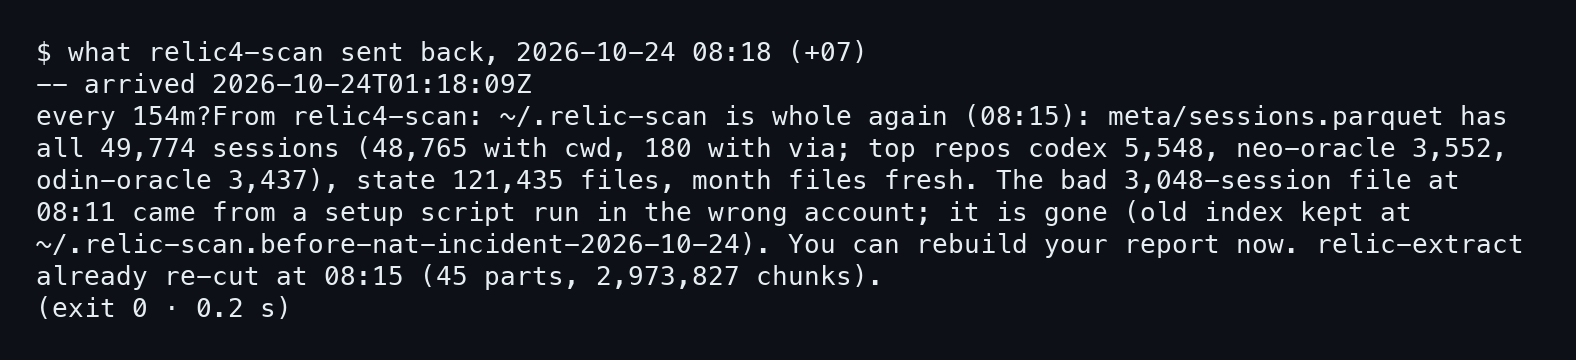 $ what relic4-scan sent back, 2026-10-24 08:18 (+07)
-- arrived 2026-10-24T01:18:09Z
every 154m?From relic4-scan: ~/.relic-scan is whole again (08:15): meta/sessions.parquet has
all 49,774 sessions (48,765 with cwd, 180 with via; top repos codex 5,548, neo-oracle 3,552,
odin-oracle 3,437), state 121,435 files, month files fresh. The bad 3,048-session file at
08:11 came from a setup script run in the wrong account; it is gone (old index kept at
~/.relic-scan.before-nat-incident-2026-10-24). You can rebuild your report now. relic-extract
already re-cut at 08:15 (45 parts, 2,973,827 chunks).
(exit 0 · 0.2 s)